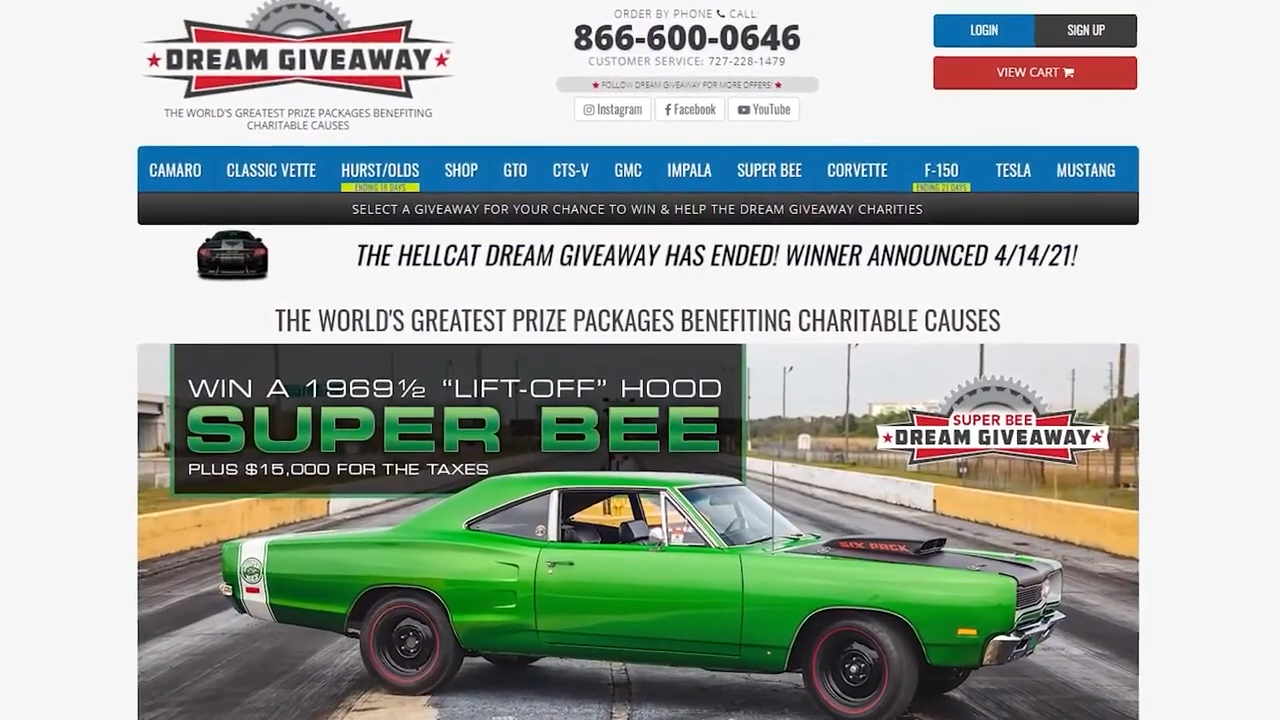 DREAM GIVEAWAY
THE WORLD'S GREATEST PRIZE PACKAGES BENEFITING
CHARITABLE CAUSES
ORDER BY PHONE CALL:
866-600-0646
CUSTOMER SERVICE: 727-228-1479
FOLLOW DREAM GIVEAWAY FOR MORE OFFERS!
Instagram Facebook YouTube
LOGIN SIGN UP
VIEW CART
CAMARO CLASSIC VETTE HURST/OLDS SHOP GTO CTS-V GMC IMPALA SUPER BEE CORVETTE F-150 TESLA MUSTANG
ENDING 18 DAYS ENDING 21 DAYS
SELECT A GIVEAWAY FOR YOUR CHANCE TO WIN & HELP THE DREAM GIVEAWAY CHARITIES
THE HELLCAT DREAM GIVEAWAY HAS ENDED! WINNER ANNOUNCED 4/14/21!
THE WORLD'S GREATEST PRIZE PACKAGES BENEFITING CHARITABLE CAUSES
WIN A 1969½ "LIFT-OFF" HOOD
SUPER BEE
PLUS $15,000 FOR THE TAXES
SUPER BEE
DREAM GIVEAWAY
SIX PACK